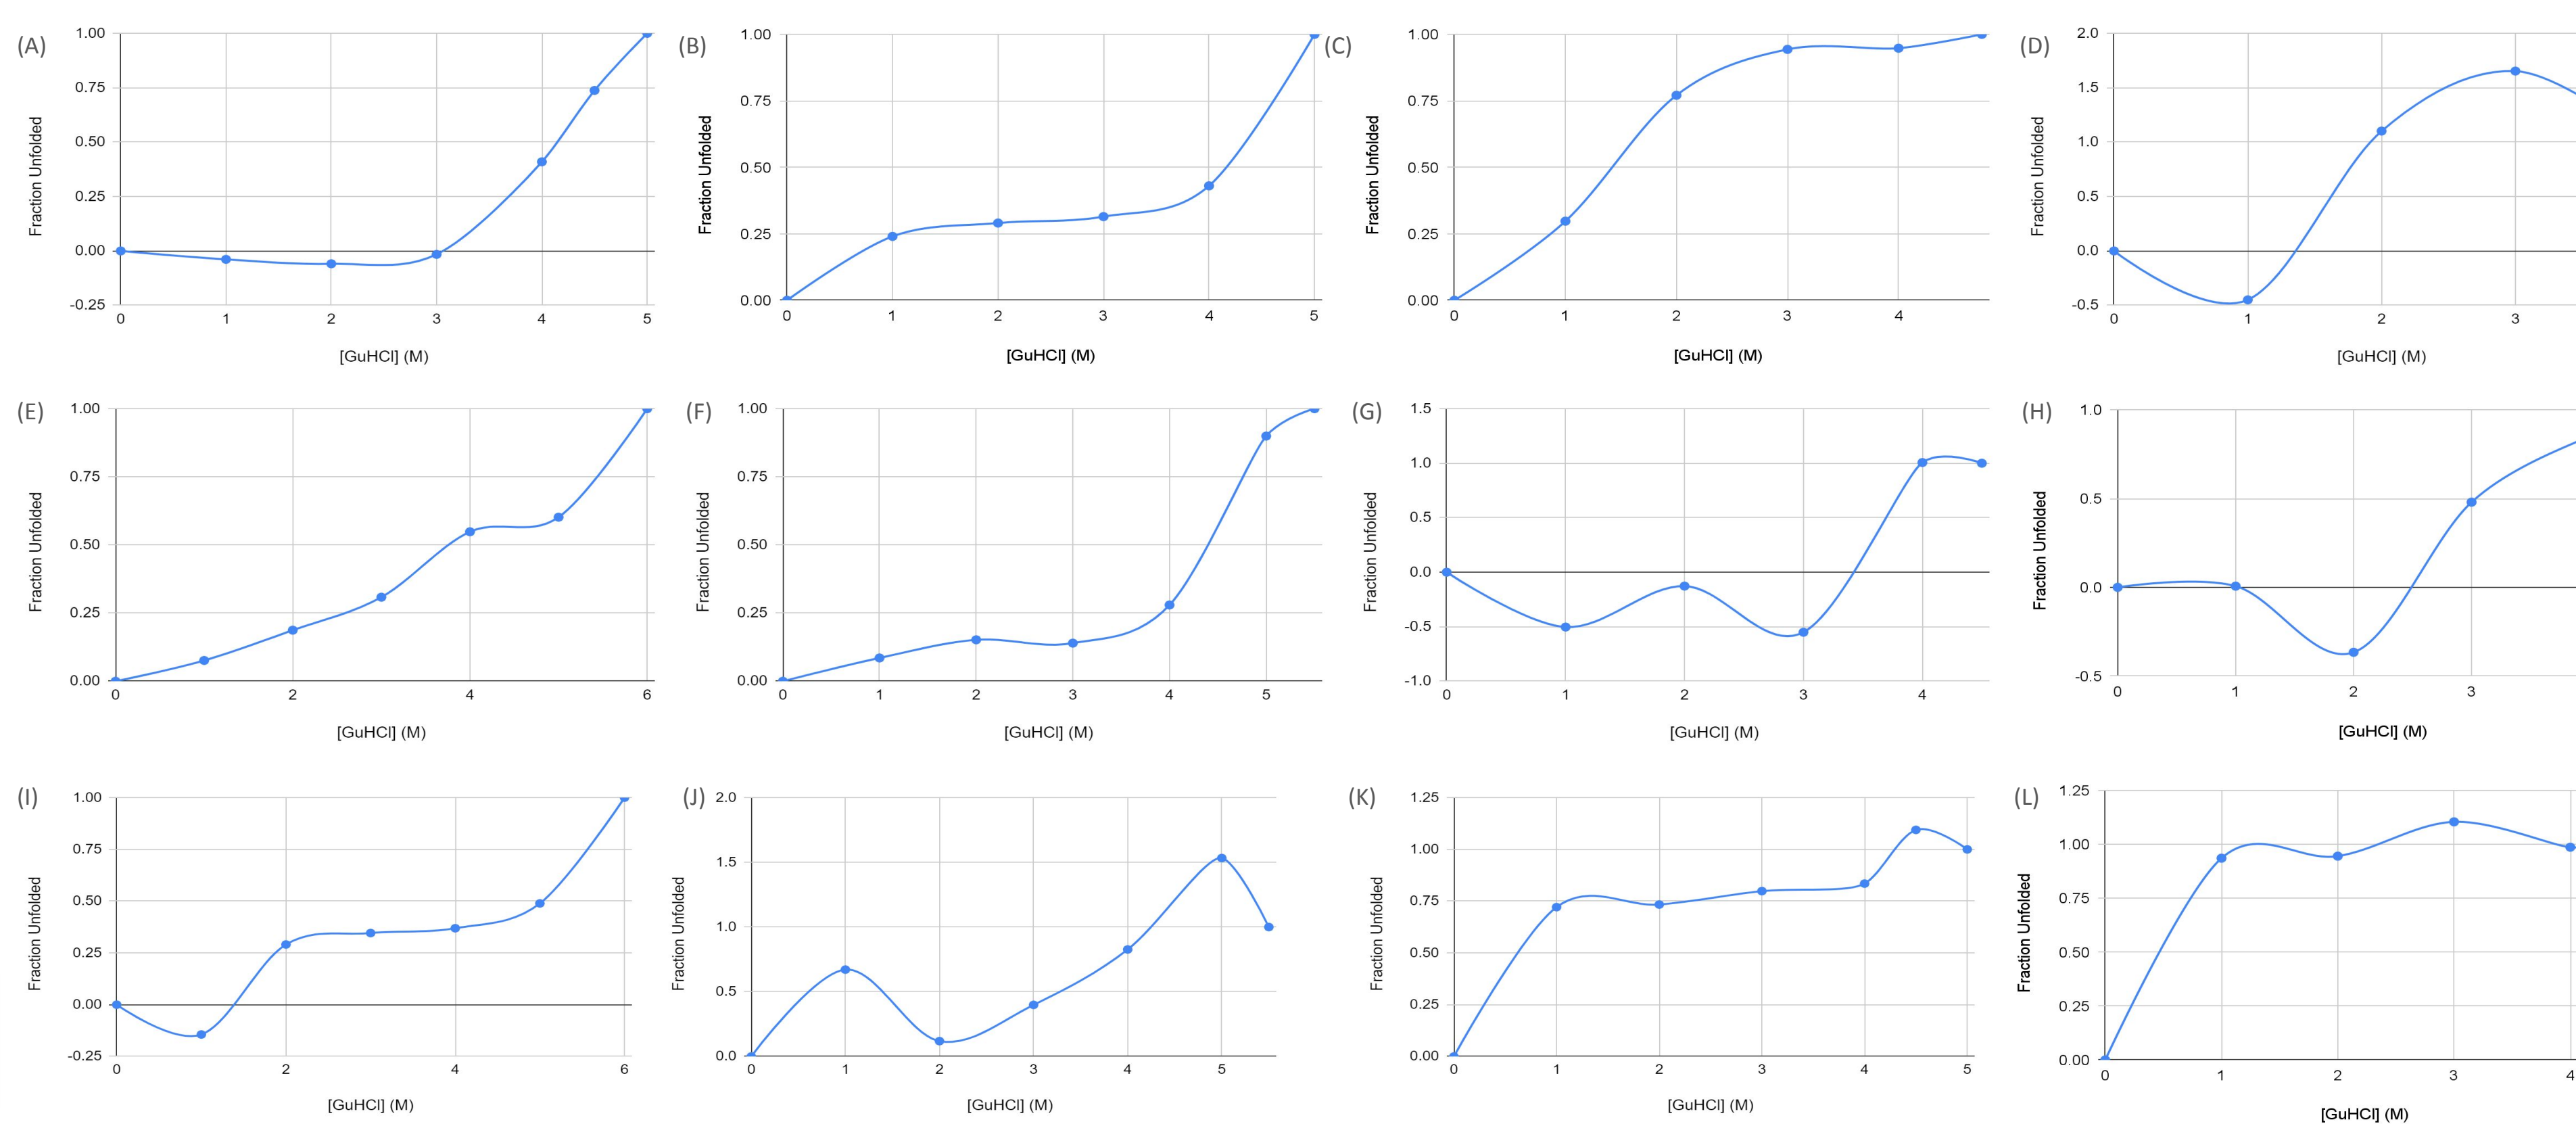 (A)
1.00
0.75
0.50
0.25
0.00
-0.25
Fraction Unfolded
0 1 2 3 4 5
[GuHCl] (M)
(B)
1.00
0.75
0.50
0.25
0.00
Fraction Unfolded
0 1 2 3 4 5
[GuHCl] (M)
(C)
1.00
0.75
0.50
0.25
0.00
Fraction Unfolded
0 1 2 3 4
[GuHCl] (M)
(D)
2.0
1.5
1.0
0.5
0.0
-0.5
Fraction Unfolded
0 1 2 3
[GuHCl] (M)
(E)
1.00
0.75
0.50
0.25
0.00
Fraction Unfolded
0 2 4 6
[GuHCl] (M)
(F)
1.00
0.75
0.50
0.25
0.00
Fraction Unfolded
0 1 2 3 4 5
[GuHCl] (M)
(G)
1.5
1.0
0.5
0.0
-0.5
-1.0
Fraction Unfolded
0 1 2 3 4
[GuHCl] (M)
(H)
1.0
0.5
0.0
-0.5
Fraction Unfolded
0 1 2 3
[GuHCl] (M)
(I)
1.00
0.75
0.50
0.25
0.00
-0.25
Fraction Unfolded
0 2 4 6
[GuHCl] (M)
(J)
2.0
1.5
1.0
0.5
0.0
Fraction Unfolded
0 1 2 3 4 5
[GuHCl] (M)
(K)
1.25
1.00
0.75
0.50
0.25
0.00
Fraction Unfolded
0 1 2 3 4 5
[GuHCl] (M)
(L)
1.25
1.00
0.75
0.50
0.25
0.00
Fraction Unfolded
0 1 2 3 4
[GuHCl] (M)